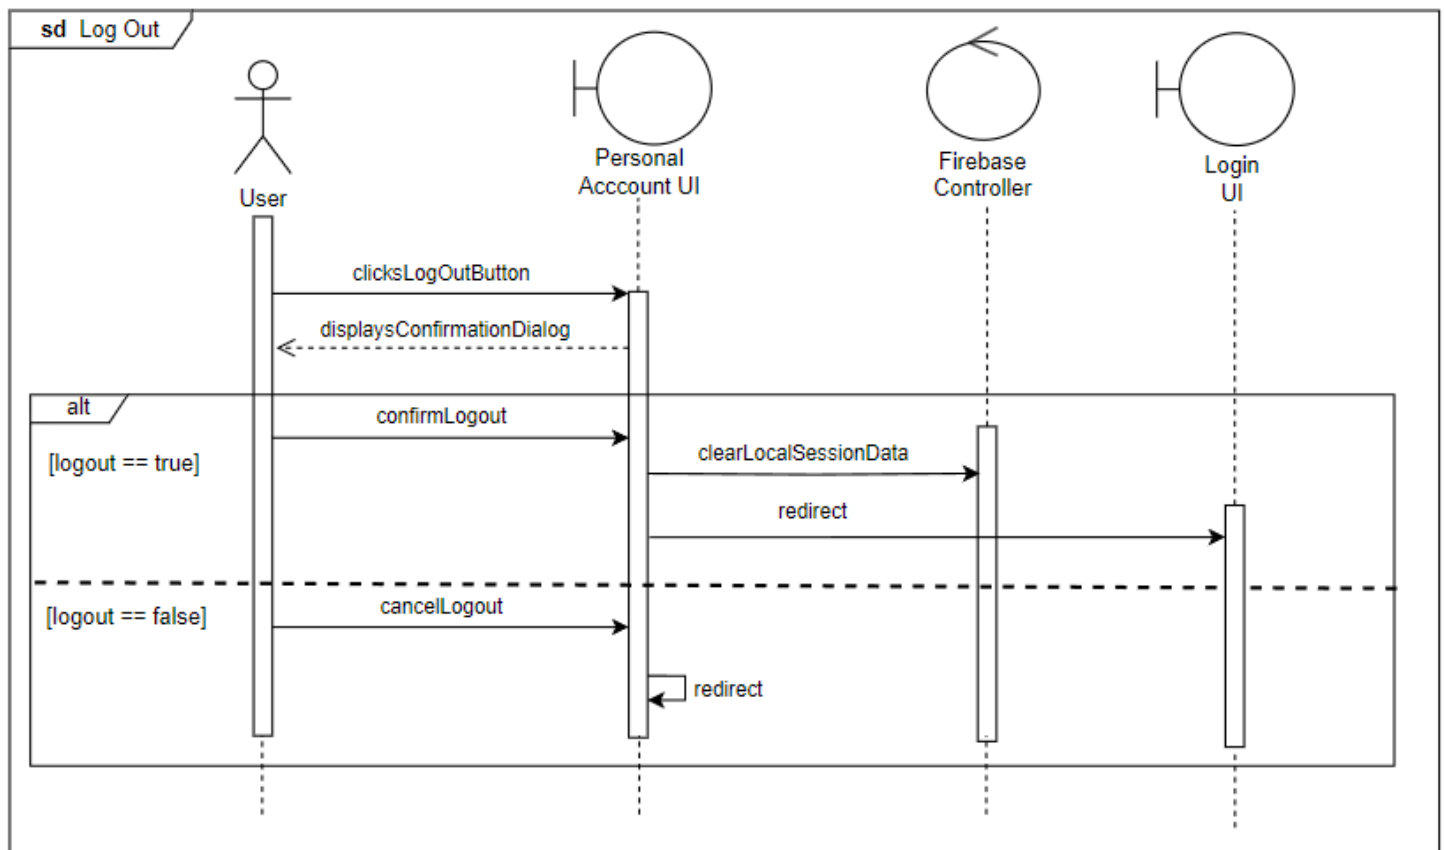 sd Log Out
User
Personal
Acccount UI
Firebase
Controller
Login
UI
clicksLogOutButton
displaysConfirmationDialog
alt
confirmLogout
[logout == true]
clearLocalSessionData
redirect
[logout == false]
cancelLogout
redirect